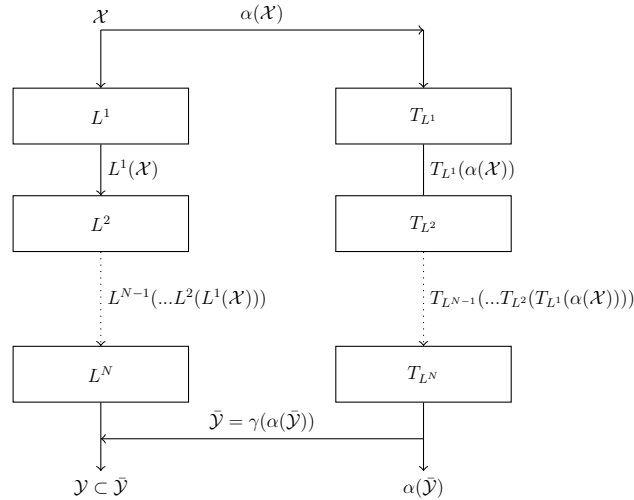 𝒳 α(𝒳)
L¹ T_{L¹}
L¹(𝒳) T_{L¹}(α(𝒳))
L² T_{L²}
L^{N−1}(...L²(L¹(𝒳))) T_{L^{N−1}}(...T_{L²}(T_{L¹}(α(𝒳))))
L^N T_{L^N}
𝒴̄ = γ(α(𝒴̄))
𝒴 ⊂ 𝒴̄ α(𝒴̄)